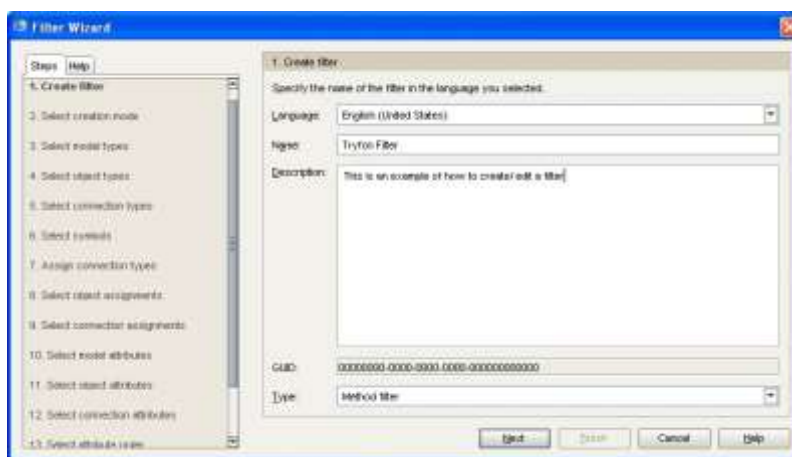 Filter Wizard
Steps Help
1. Create filter
2. Select creation mode
3. Select model types
4. Select object types
5. Select connection types
6. Select symbols
7. Assign connection types
8. Select object assignments
9. Select connection assignments
10. Select model attributes
11. Select object attributes
12. Select connection attributes
13. Select attribute types
1. Create filter
Specify the name of the filter in the language you selected.
Language: English (United States)
Name: Tryfon Filter
Description: This is an example of how to create/edit a filter
GUID: 00000000-0000-0000-0000-000000000000
Type: Method filter
Next Finish Cancel Help